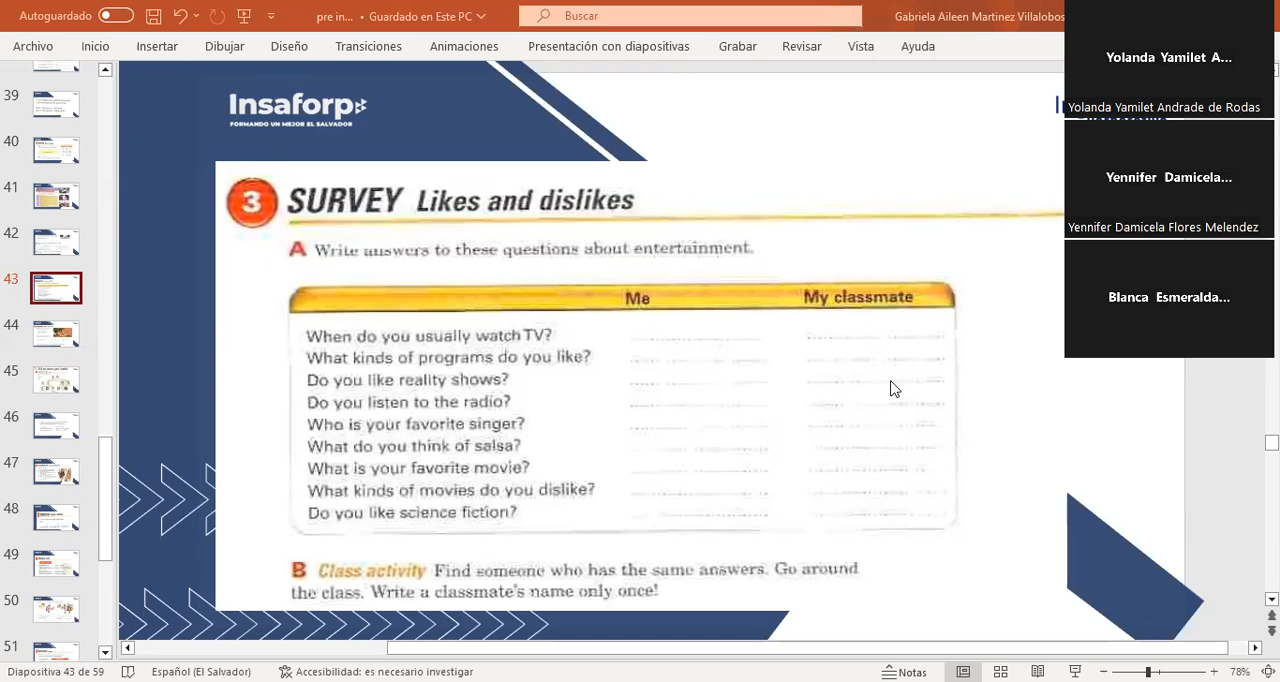 Autoguardado
pre in... • Guardado en Este PC
Buscar
Gabriela Aileen Martinez Villalobos
Archivo Inicio Insertar Dibujar Diseño Transiciones Animaciones Presentación con diapositivas Grabar Revisar Vista Ayuda
Yolanda Yamilet A...
Yolanda Yamilet Andrade de Rodas
Yennifer Damicela...
Yennifer Damicela Flores Melendez
Blanca Esmeralda...
39
40
41
42
43
44
45
46
47
48
49
50
51
Insaforp
FORMANDO UN MEJOR EL SALVADOR
3 SURVEY Likes and dislikes
A Write answers to these questions about entertainment.
Me My classmate
When do you usually watch TV?
What kinds of programs do you like?
Do you like reality shows?
Do you listen to the radio?
Who is your favorite singer?
What do you think of salsa?
What is your favorite movie?
What kinds of movies do you dislike?
Do you like science fiction?
B Class activity Find someone who has the same answers. Go around
the class. Write a classmate's name only once!
Diapositiva 43 de 59 Español (El Salvador) Accesibilidad: es necesario investigar Notas 78%